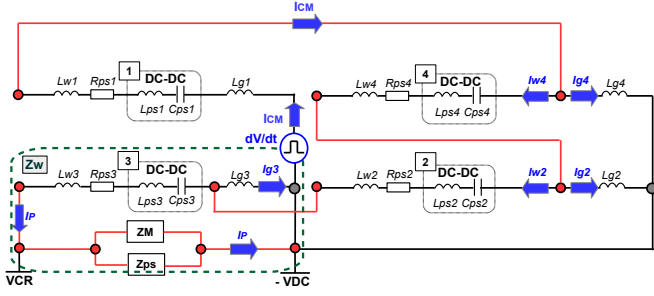 ICM
1
DC-DC
Lw1 Rps1 Lps1 Cps1 Lg1
ICM
dV/dt
4
DC-DC
Lw4 Rps4 Lps4 Cps4 Iw4 Ig4 Lg4
Zw
3
DC-DC
Lw3 Rps3 Lps3 Cps3 Lg3 Ig3
2
DC-DC
Lw2 Rps2 Lps2 Cps2 Iw2 Ig2 Lg2
IP
ZM
Zps
IP
VCR
- VDC